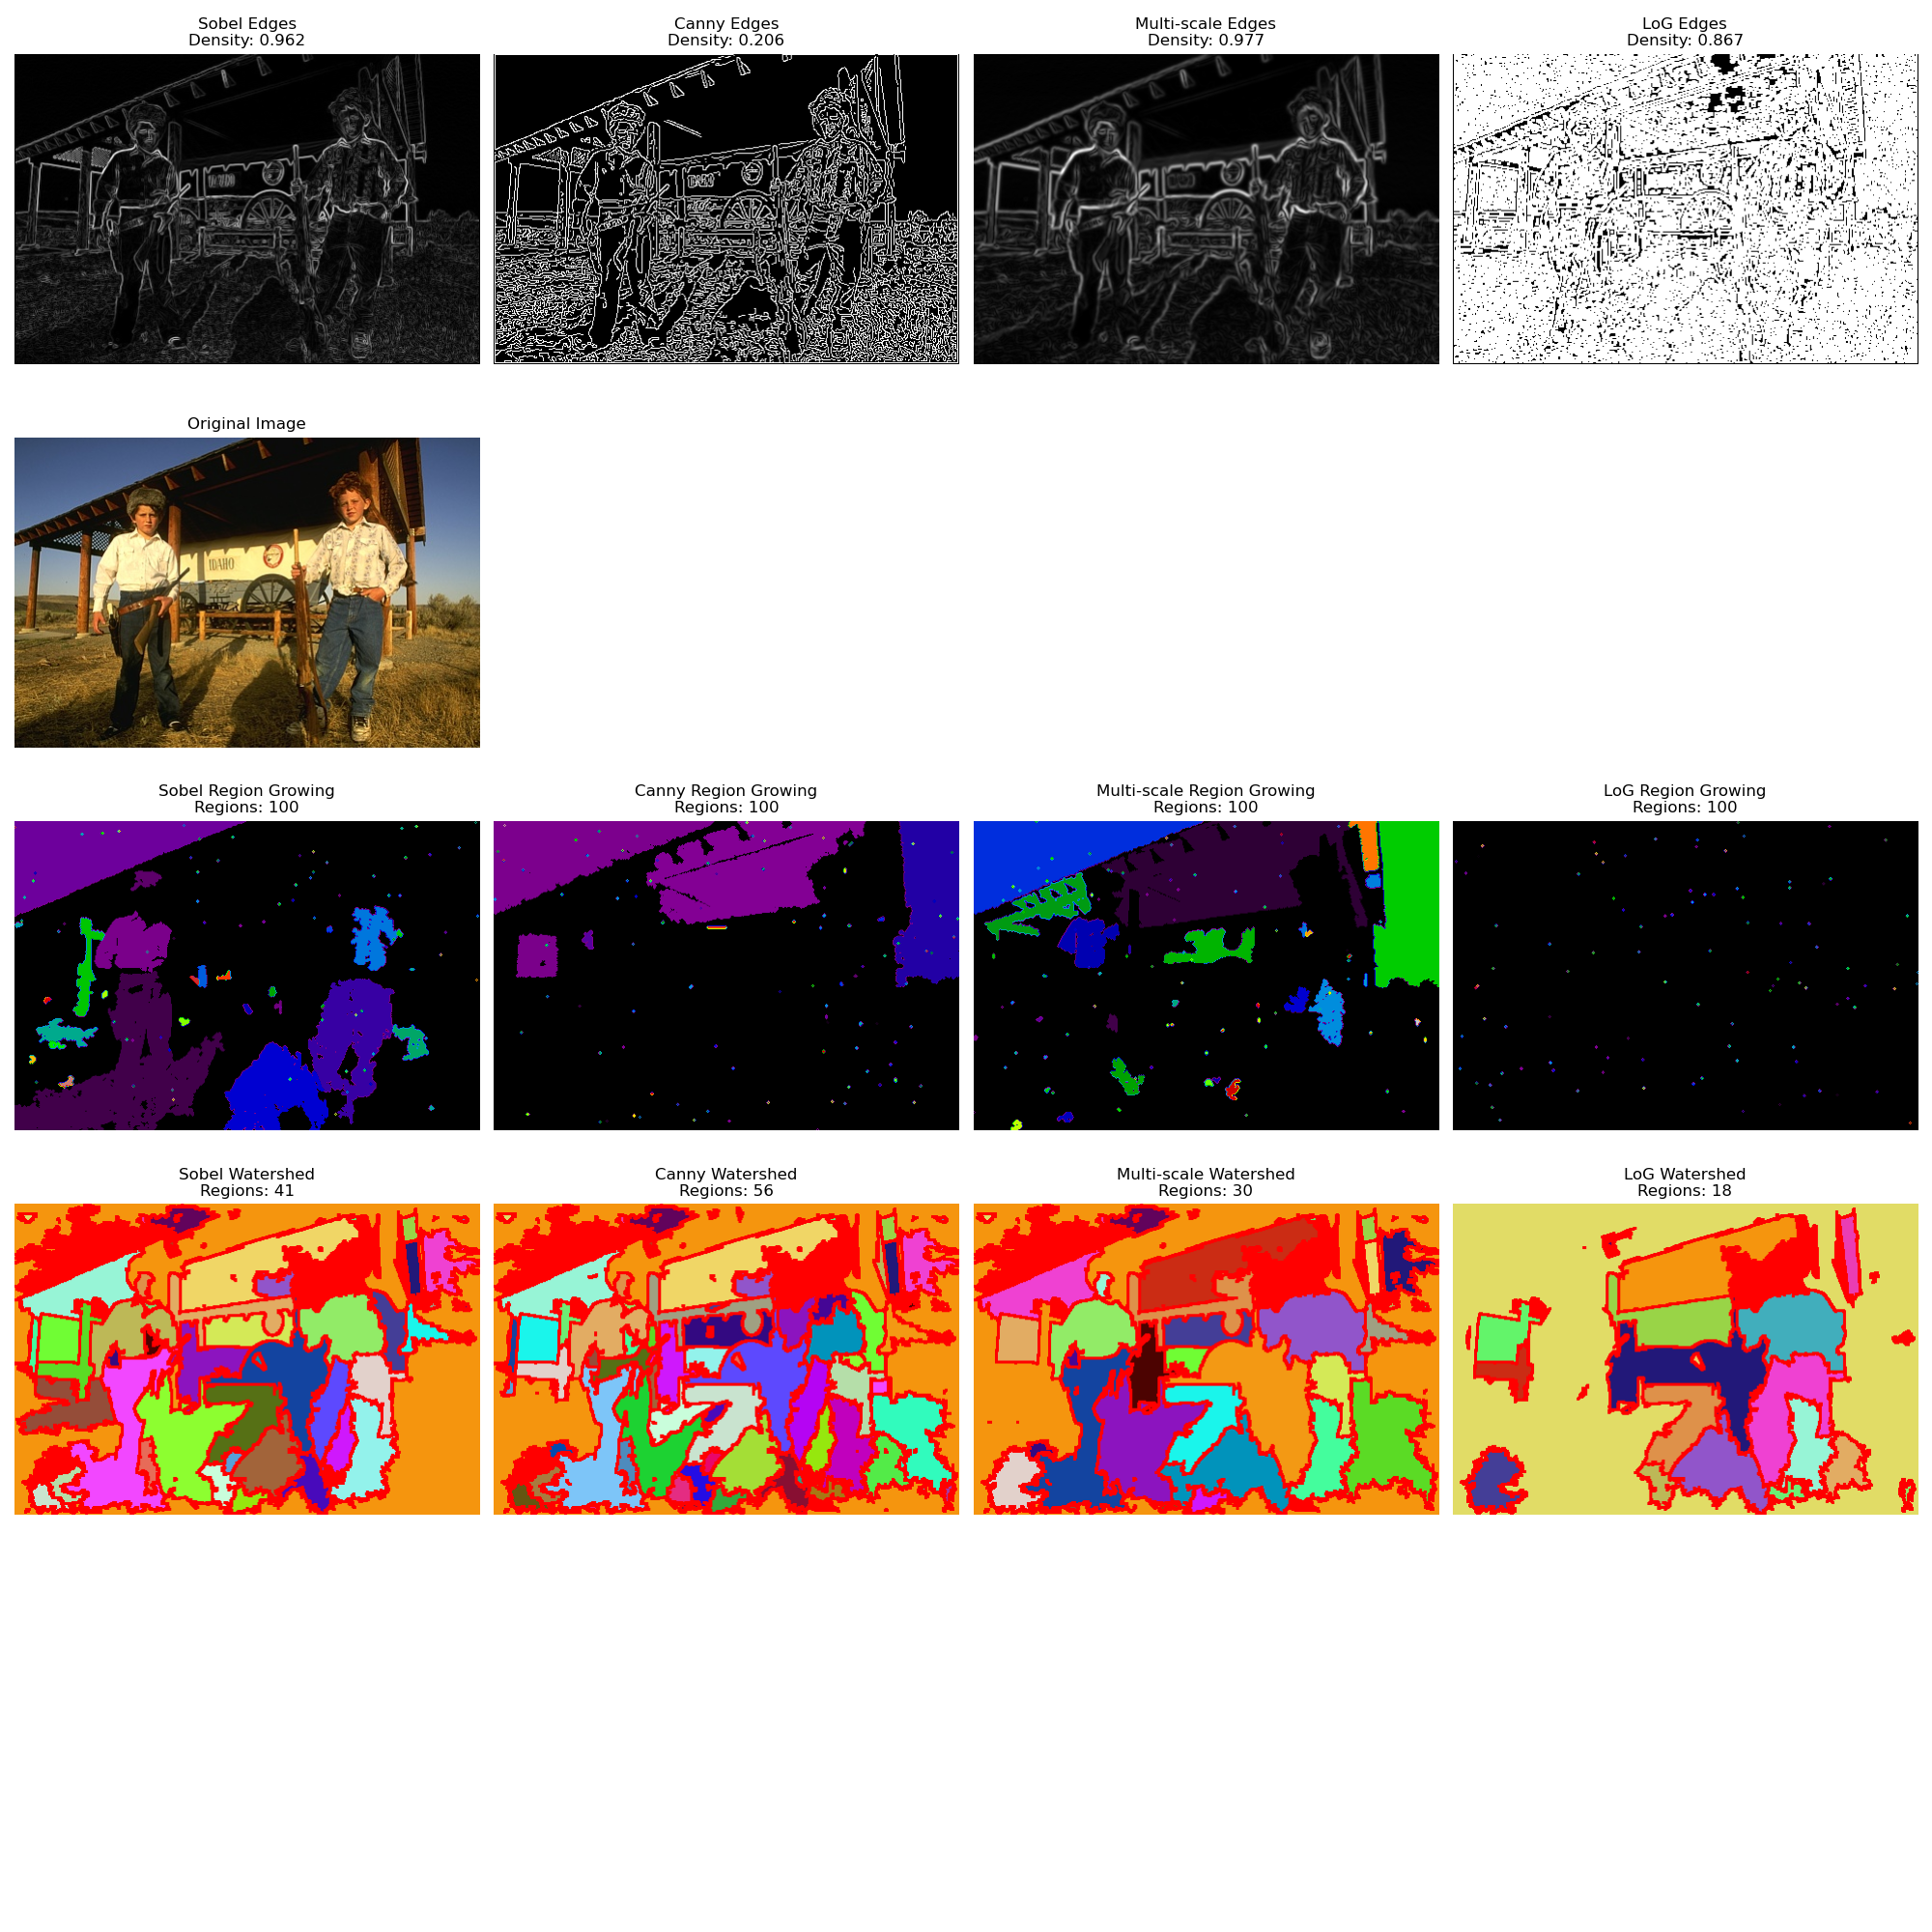 Sobel Edges
Density: 0.962
Canny Edges
Density: 0.206
Multi-scale Edges
Density: 0.977
LoG Edges
Density: 0.867
Original Image
IDAHO
Sobel Region Growing
Regions: 100
Canny Region Growing
Regions: 100
Multi-scale Region Growing
Regions: 100
LoG Region Growing
Regions: 100
Sobel Watershed
Regions: 41
Canny Watershed
Regions: 56
Multi-scale Watershed
Regions: 30
LoG Watershed
Regions: 18